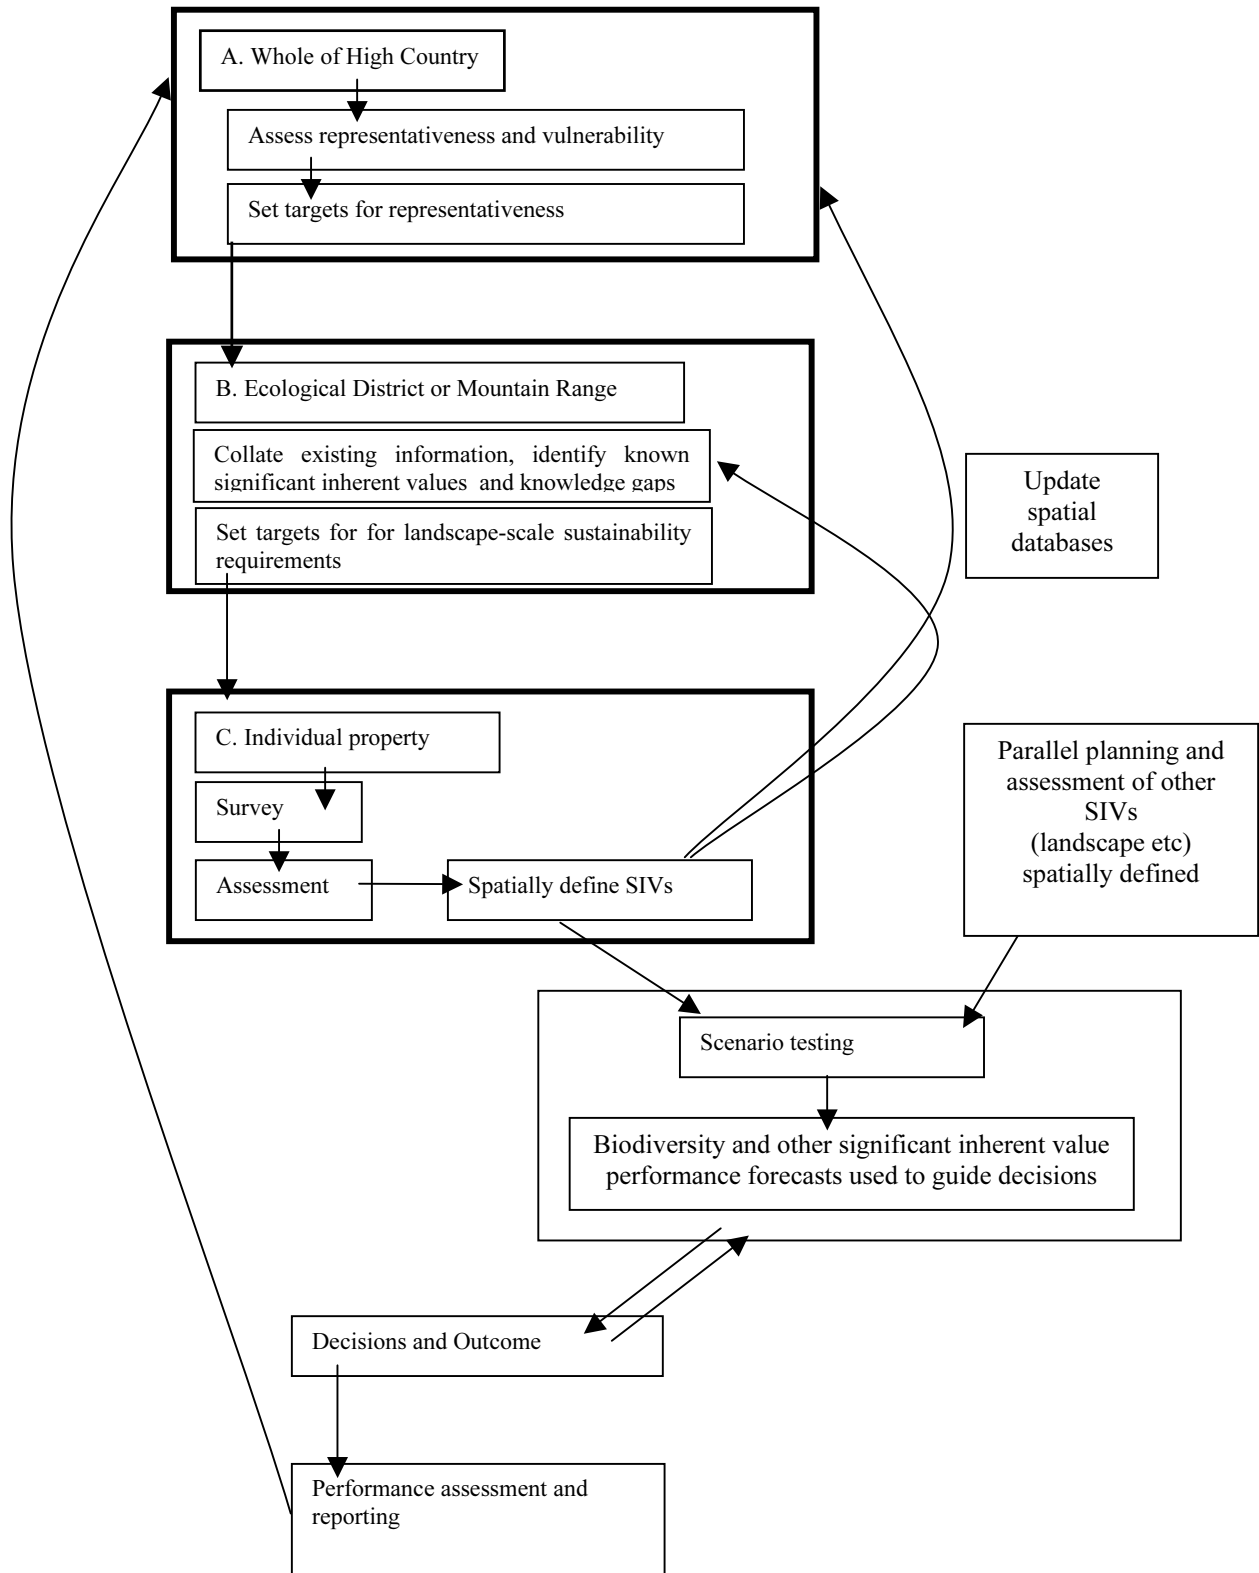 A. Whole of High Country
Assess representativeness and vulnerability
Set targets for representativeness
B. Ecological District or Mountain Range
Collate existing information, identify known
significant inherent values and knowledge gaps
Set targets for for landscape-scale sustainability
requirements
Update
spatial
databases
C. Individual property
Survey
Assessment
Spatially define SIVs
Parallel planning and
assessment of other
SIVs
(landscape etc)
spatially defined
Scenario testing
Biodiversity and other significant inherent value
performance forecasts used to guide decisions
Decisions and Outcome
Performance assessment and
reporting